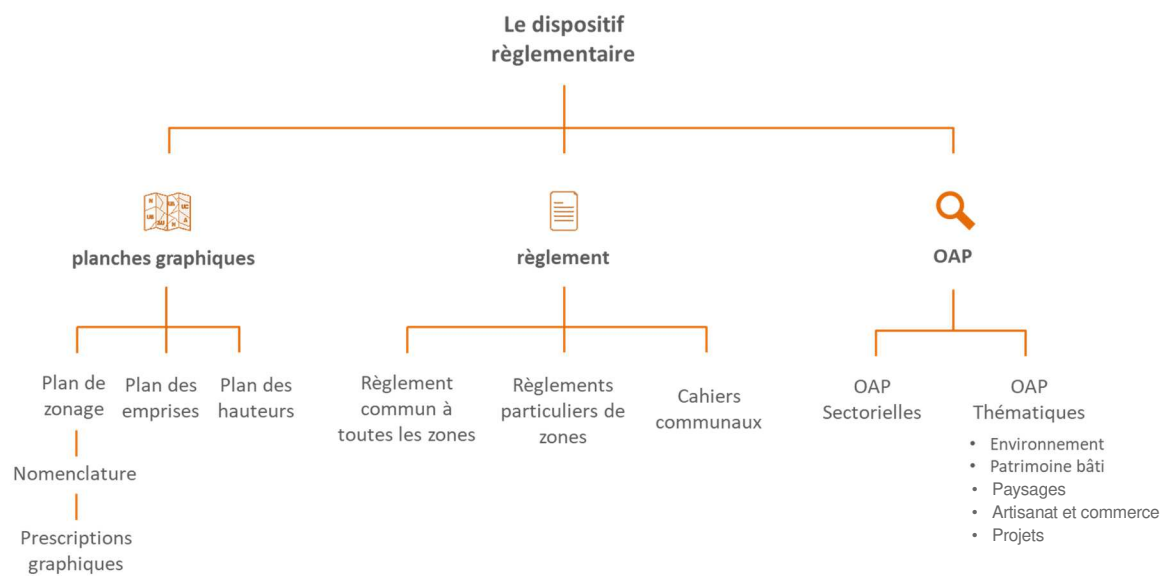 Le dispositif
règlementaire
planches graphiques
règlement
OAP
Plan de
zonage
Plan des
emprises
Plan des
hauteurs
Nomenclature
Prescriptions
graphiques
Règlement
commun à
toutes les zones
Règlements
particuliers de
zones
Cahiers
communaux
OAP
Sectorielles
OAP
Thématiques
• Environnement
• Patrimoine bâti
• Paysages
• Artisanat et commerce
• Projets